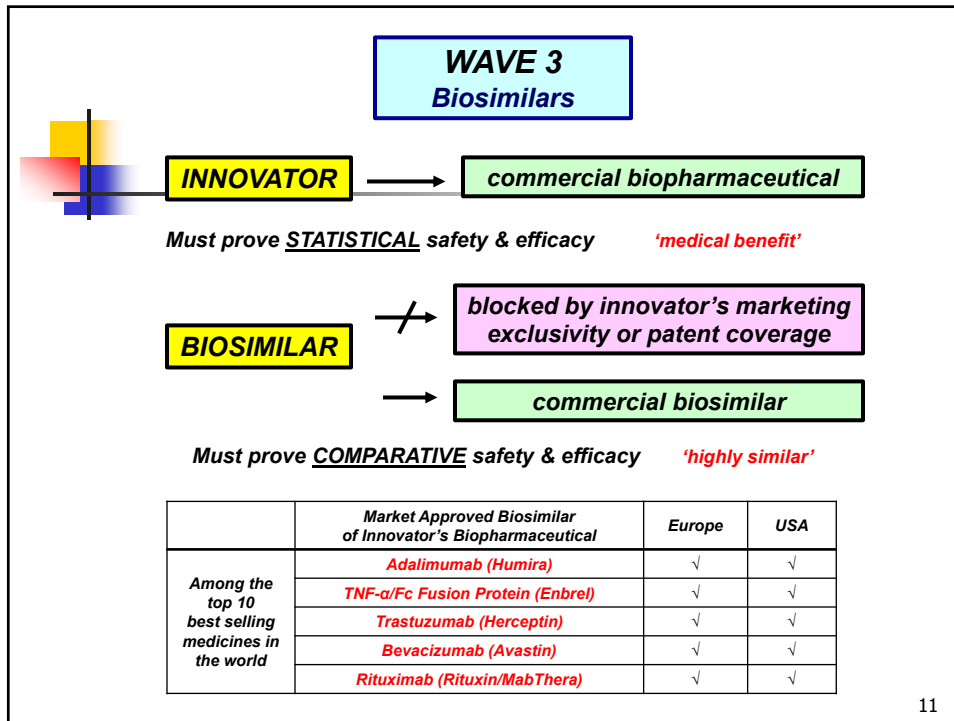 WAVE 3
Biosimilars
INNOVATOR
commercial biopharmaceutical
Must prove STATISTICAL safety & efficacy ‘medical benefit’
BIOSIMILAR
blocked by innovator’s marketing
exclusivity or patent coverage
commercial biosimilar
Must prove COMPARATIVE safety & efficacy ‘highly similar’
Market Approved Biosimilar
of Innovator’s Biopharmaceutical
Europe
USA
Among the
top 10
best selling
medicines in
the world
Adalimumab (Humira) √ √
TNF-α/Fc Fusion Protein (Enbrel) √ √
Trastuzumab (Herceptin) √ √
Bevacizumab (Avastin) √ √
Rituximab (Rituxin/MabThera) √ √
11